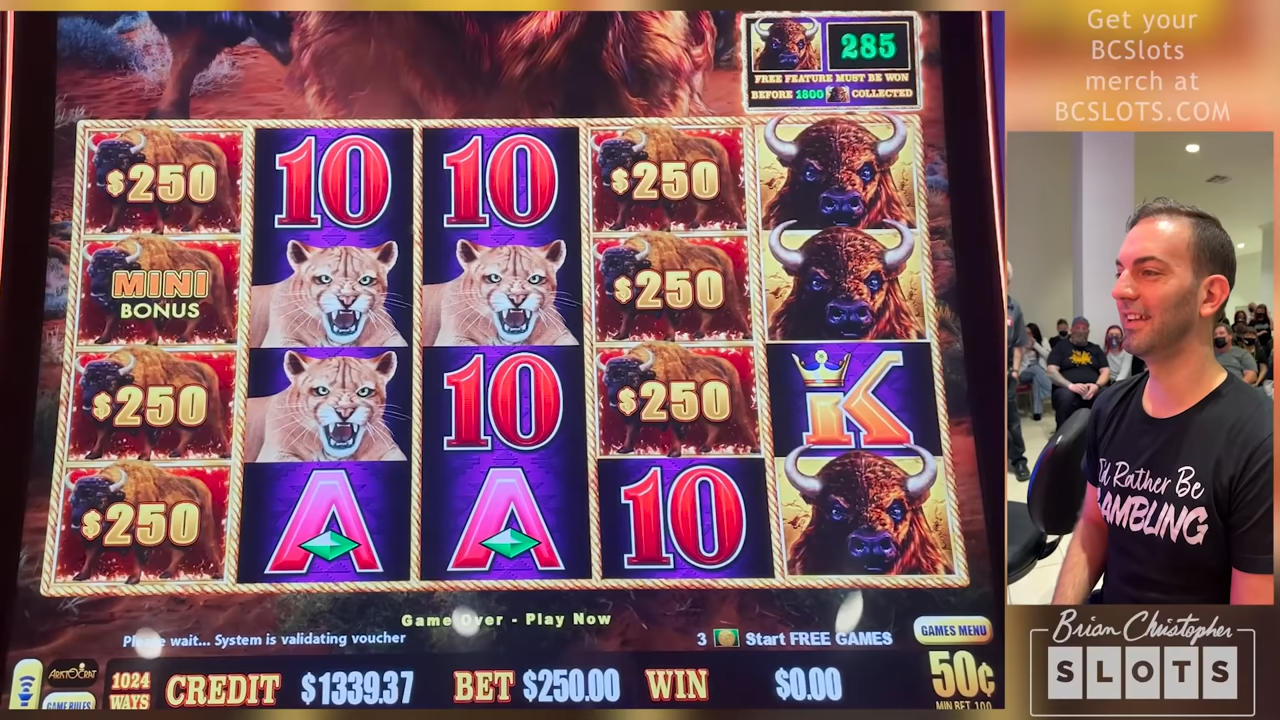 Get your
BCSlots
merch at
BCSLOTS.COM
285
FREE FEATURE MUST BE WON
BEFORE 1800 COLLECTED
$250 10 10 $250
MINI
BONUS
$250
$250 10 $250 K
$250 A A 10
I'd Rather Be
GAMBLING
Game Over - Play Now
Please wait... System is validating voucher
3 Start FREE GAMES
GAMES MENU
ARISTOCRAT
GAME RULES
1024
WAYS
CREDIT $1339.37 BET $250.00 WIN $0.00
50¢
MIN BET 100
Brian Christopher
SLOTS